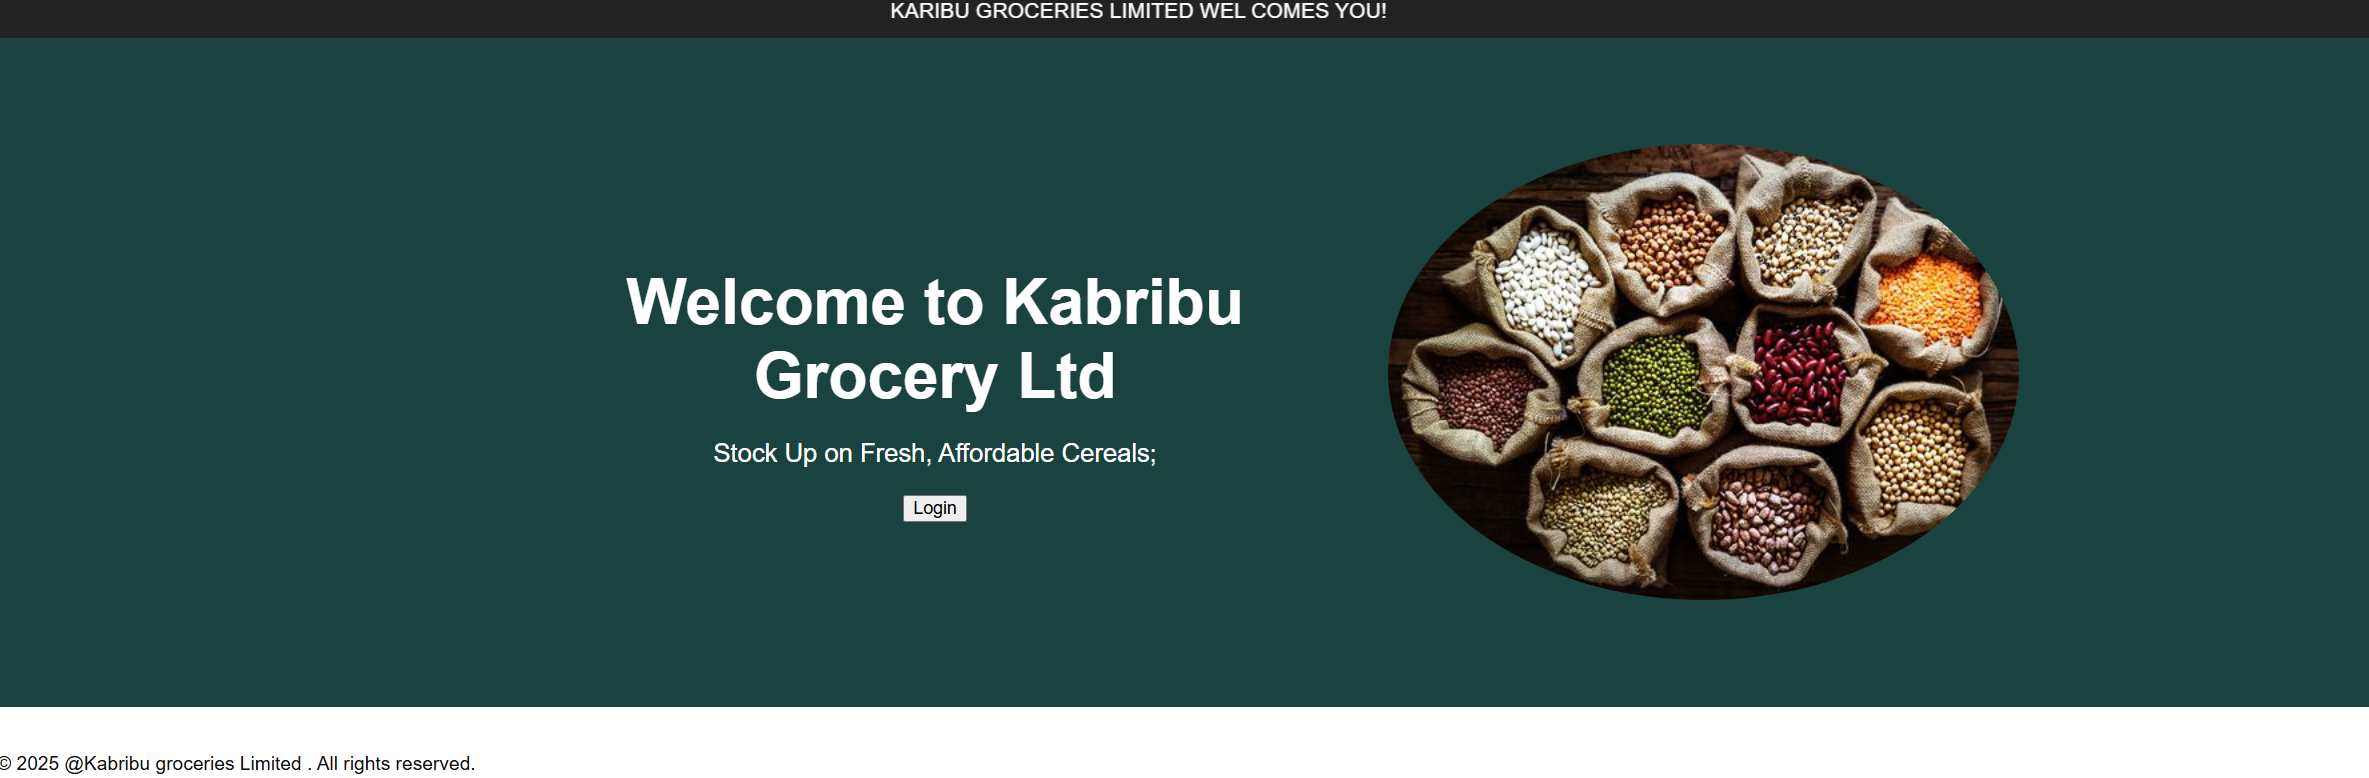 KARIBU GROCERIES LIMITED WEL COMES YOU!
Welcome to Kabribu
Grocery Ltd
Stock Up on Fresh, Affordable Cereals;
Login
© 2025 @Kabribu groceries Limited . All rights reserved.